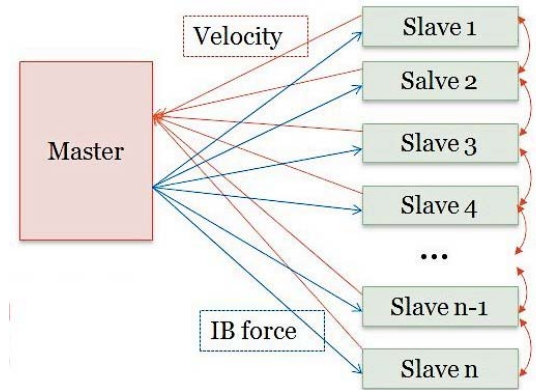 Velocity
Slave 1
Salve 2
Master
Slave 3
Slave 4
...
Slave n-1
IB force
Slave n